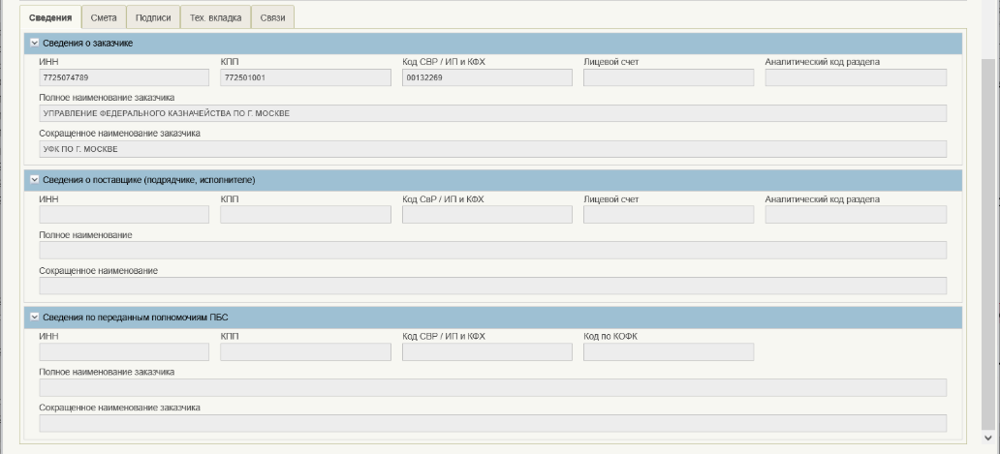 Сведения Смета Подписи Тех. вкладка Связи
Сведения о заказчике
ИНН КПП Код СВР / ИП и КФХ Лицевой счет Аналитический код раздела
7725074789 772501001 00132269
Полное наименование заказчика
УПРАВЛЕНИЕ ФЕДЕРАЛЬНОГО КАЗНАЧЕЙСТВА ПО Г. МОСКВЕ
Сокращенное наименование заказчика
УФК ПО Г. МОСКВЕ
Сведения о поставщике (подрядчике, исполнителе)
ИНН КПП Код СвР / ИП и КФХ Лицевой счет Аналитический код раздела
Полное наименование
Сокращенное наименование
Сведения по переданным полномочиям ПБС
ИНН КПП Код СВР / ИП и КФХ Код по КОФК
Полное наименование заказчика
Сокращенное наименование заказчика